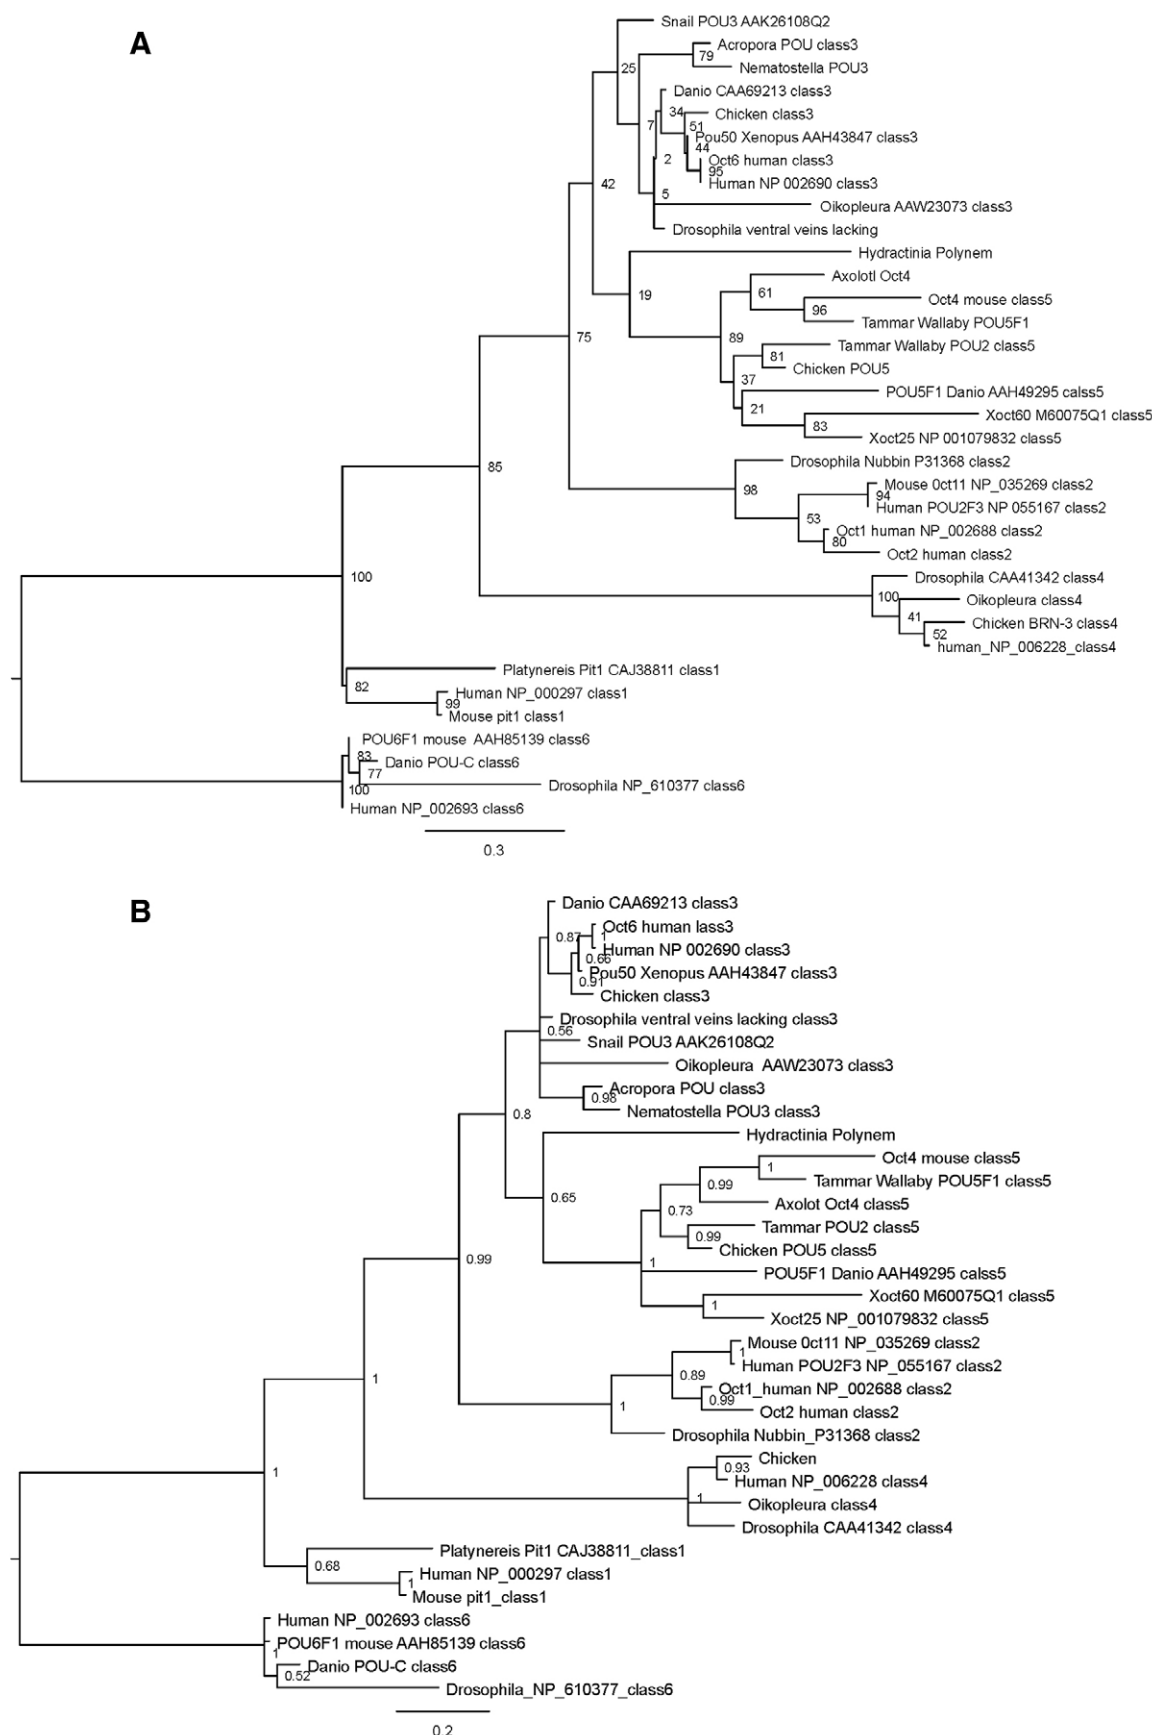 A
Snail POU3 AAK26108Q2
Acropora POU class3
79
25
Nematostella POU3
Danio CAA69213 class3
34
Chicken class3
51
7
Pou50 Xenopus AAH43847 class3
44
2
Oct6 human class3
95
42
Human NP 002690 class3
5
Oikopleura AAW23073 class3
Drosophila ventral veins lacking
Hydractinia Polynem
Axolotl Oct4
61
19
Oct4 mouse class5
96
Tammar Wallaby POU5F1
75
89
Tammar Wallaby POU2 class5
81
Chicken POU5
37
POU5F1 Danio AAH49295 calss5
21
Xoct60 M60075Q1 class5
83
Xoct25 NP 001079832 class5
85
Drosophila Nubbin P31368 class2
98
Mouse 0ct11 NP_035269 class2
94
Human POU2F3 NP 055167 class2
53
Oct1 human NP_002688 class2
80
Oct2 human class2
100
Drosophila CAA41342 class4
100
Oikopleura class4
41
Chicken BRN-3 class4
52
human_NP_006228_class4
Platynereis Pit1 CAJ38811 class1
82
Human NP_000297 class1
99
Mouse pit1 class1
POU6F1 mouse AAH85139 class6
83
Danio POU-C class6
77
Drosophila NP_610377 class6
100
Human NP_002693 class6
0.3
B
Danio CAA69213 class3
Oct6 human lass3
0.87
1
Human NP 002690 class3
0.66
Pou50 Xenopus AAH43847 class3
0.91
Chicken class3
Drosophila ventral veins lacking class3
0.56
Snail POU3 AAK26108Q2
Oikopleura AAW23073 class3
Acropora POU class3
0.98
0.8
Nematostella POU3 class3
Hydractinia Polynem
Oct4 mouse class5
1
0.99
Tammar Wallaby POU5F1 class5
0.65
Axolot Oct4 class5
0.73
Tammar POU2 class5
0.99
Chicken POU5 class5
0.99
1
POU5F1 Danio AAH49295 calss5
Xoct60 M60075Q1 class5
1
Xoct25 NP_001079832 class5
Mouse 0ct11 NP_035269 class2
1
Human POU2F3 NP_055167 class2
0.89
1
Oct1_human NP_002688 class2
0.99
1
Oct2 human class2
Drosophila Nubbin_P31368 class2
Chicken
0.93
1
Human NP_006228 class4
1
Oikopleura class4
Drosophila CAA41342 class4
Platynereis Pit1 CAJ38811_class1
0.68
Human NP_000297 class1
1
Mouse pit1_class1
Human NP_002693 class6
POU6F1 mouse AAH85139 class6
1
Danio POU-C class6
0.52
Drosophila_NP_610377_class6
0.2